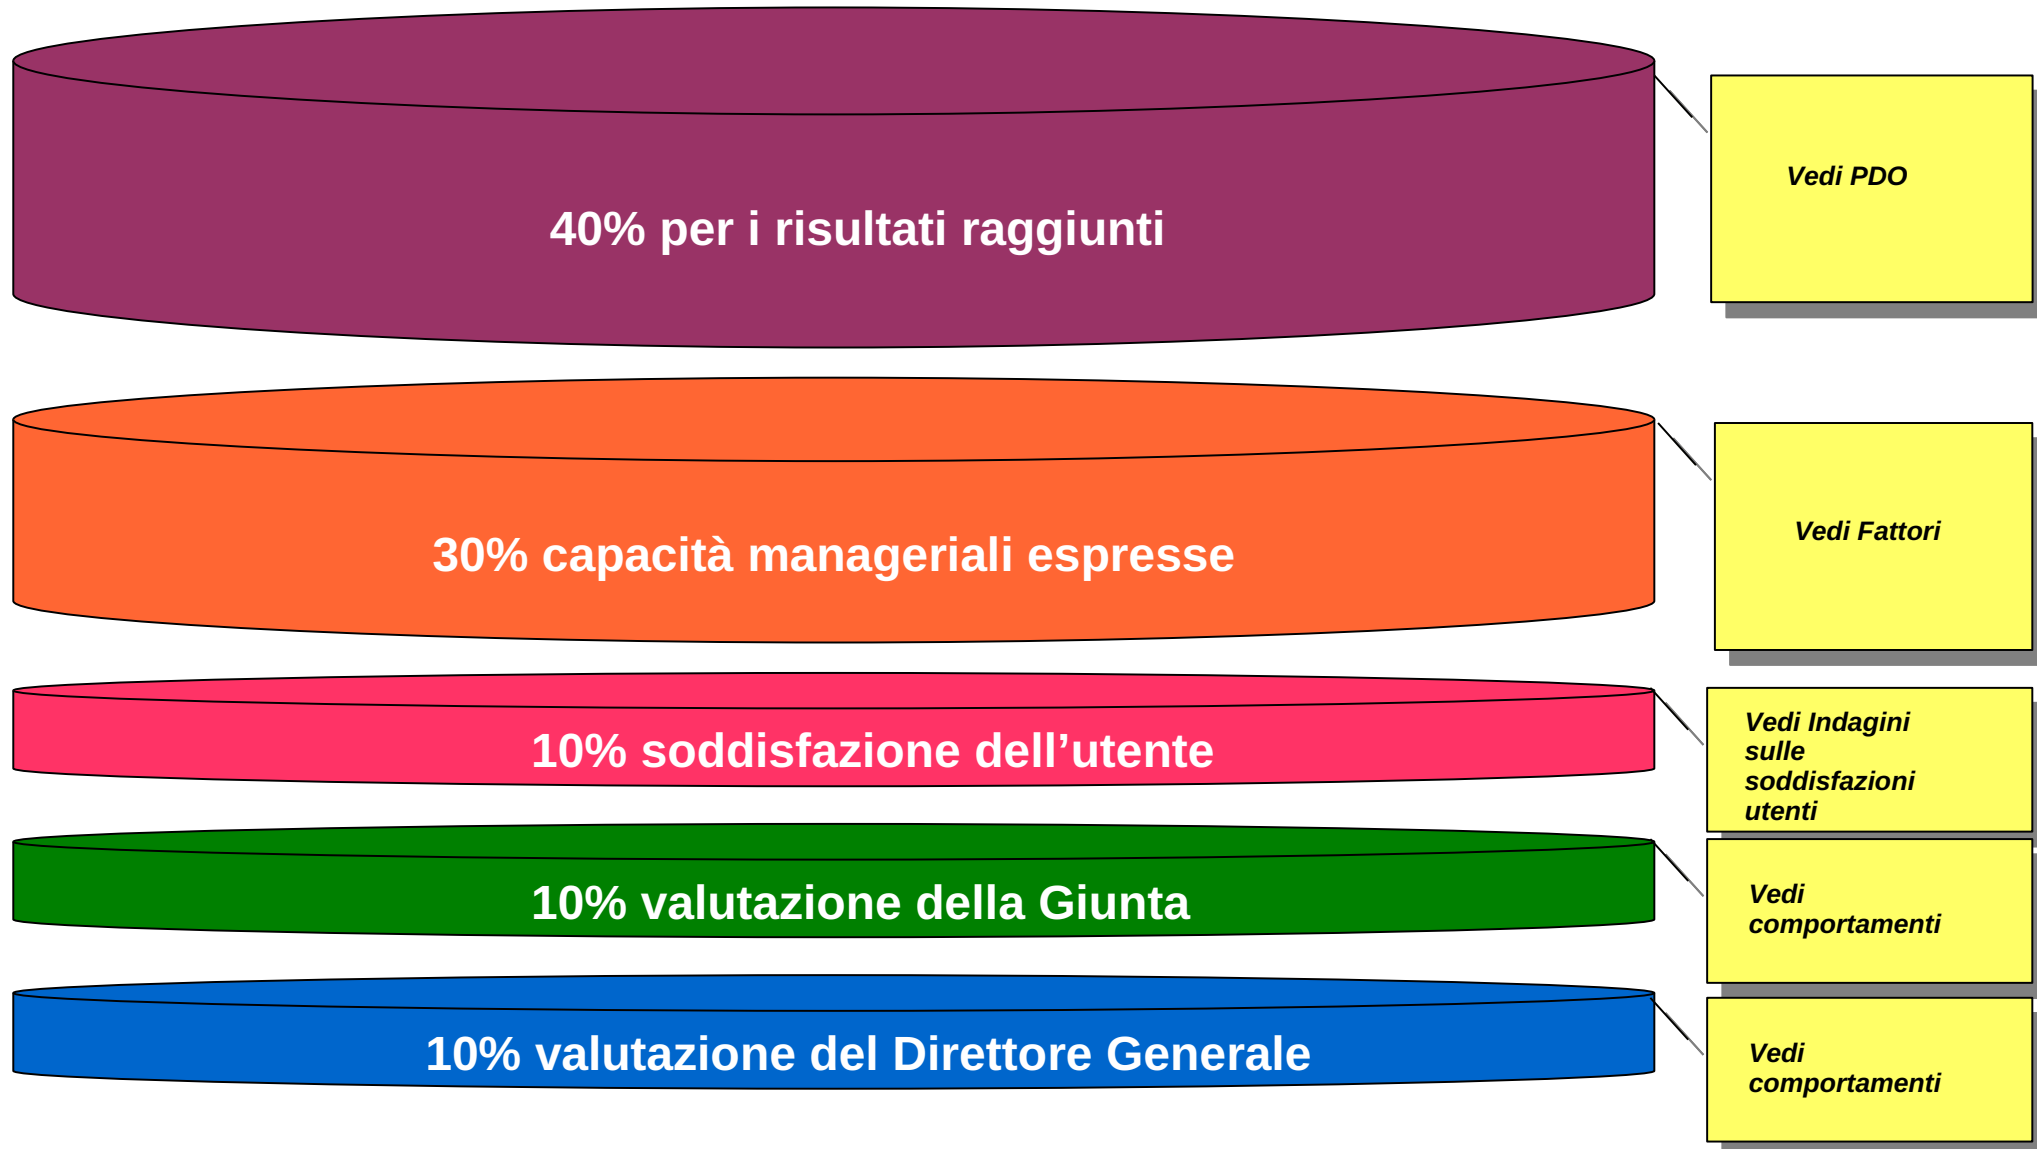 40% per i risultati raggiunti
Vedi PDO
30% capacità manageriali espresse
Vedi Fattori
10% soddisfazione dell’utente
Vedi Indagini
sulle
soddisfazioni
utenti
10% valutazione della Giunta
Vedi
comportamenti
10% valutazione del Direttore Generale
Vedi
comportamenti